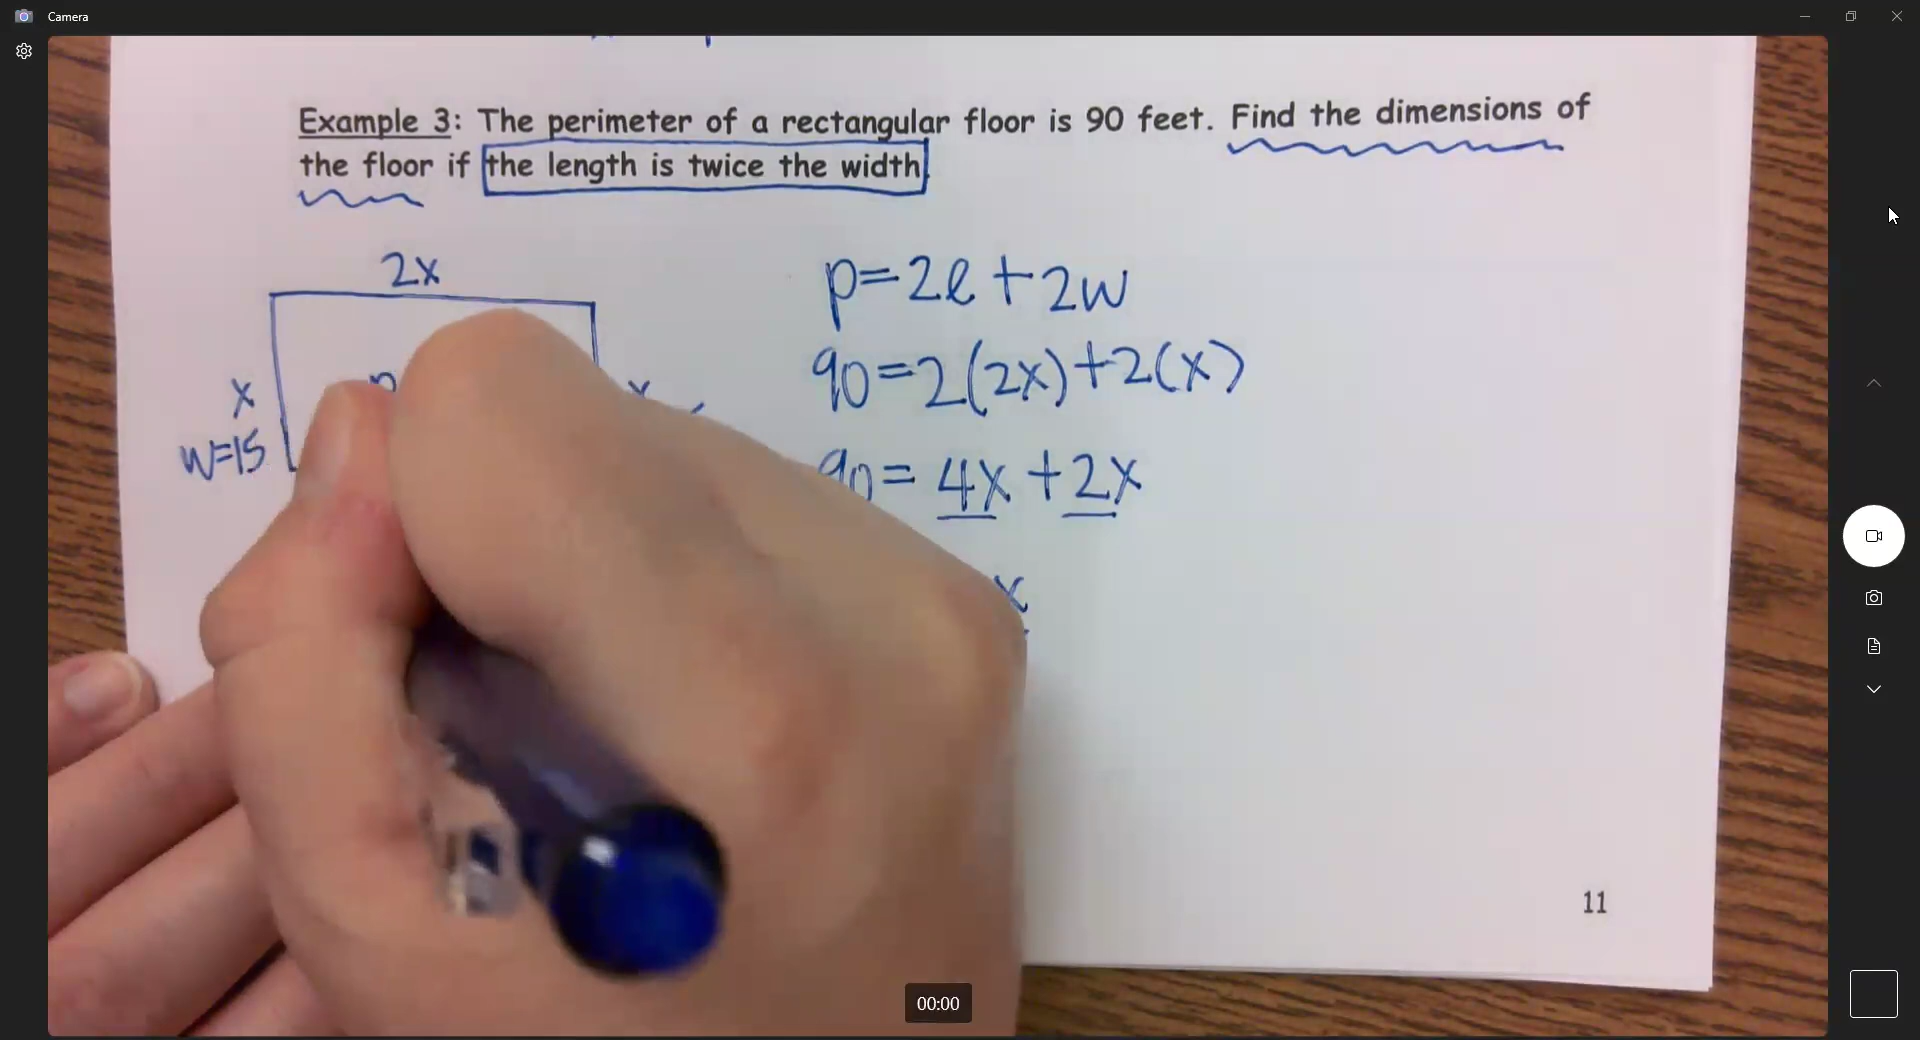 Camera
Example 3: The perimeter of a rectangular floor is 90 feet. Find the dimensions of
the floor if the length is twice the width.
2x
x
w=15
x
p=2l+2w
90=2(2x)+2(x)
90=4x+2x
x
11
00:00